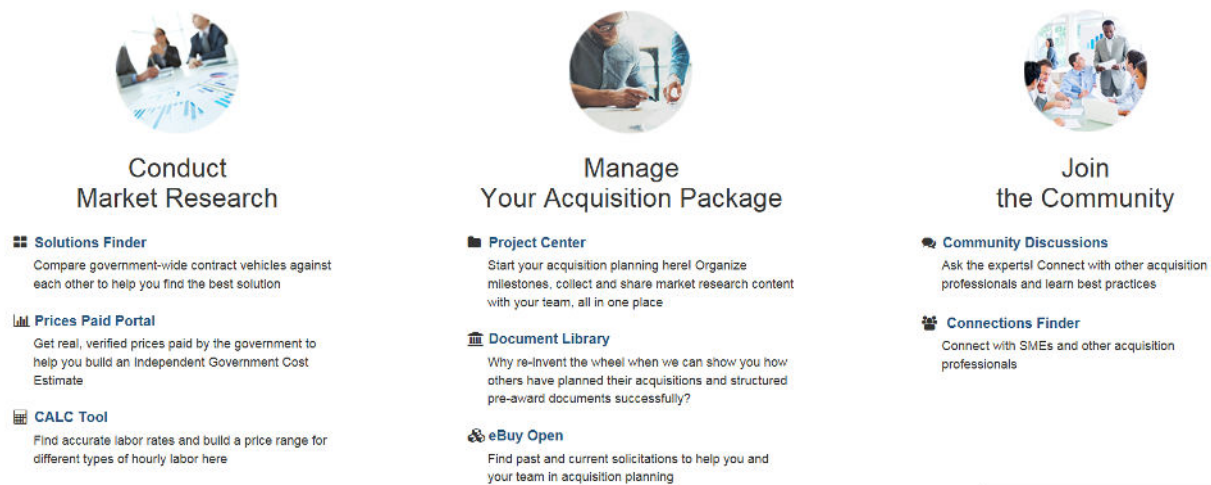 Conduct
Market Research
Solutions Finder
Compare government-wide contract vehicles against
each other to help you find the best solution
Prices Paid Portal
Get real, verified prices paid by the government to
help you build an Independent Government Cost
Estimate
CALC Tool
Find accurate labor rates and build a price range for
different types of hourly labor here
Manage
Your Acquisition Package
Project Center
Start your acquisition planning here! Organize
milestones, collect and share market research content
with your team, all in one place
Document Library
Why re-invent the wheel when we can show you how
others have planned their acquisitions and structured
pre-award documents successfully?
eBuy Open
Find past and current solicitations to help you and
your team in acquisition planning
Join
the Community
Community Discussions
Ask the experts! Connect with other acquisition
professionals and learn best practices
Connections Finder
Connect with SMEs and other acquisition
professionals